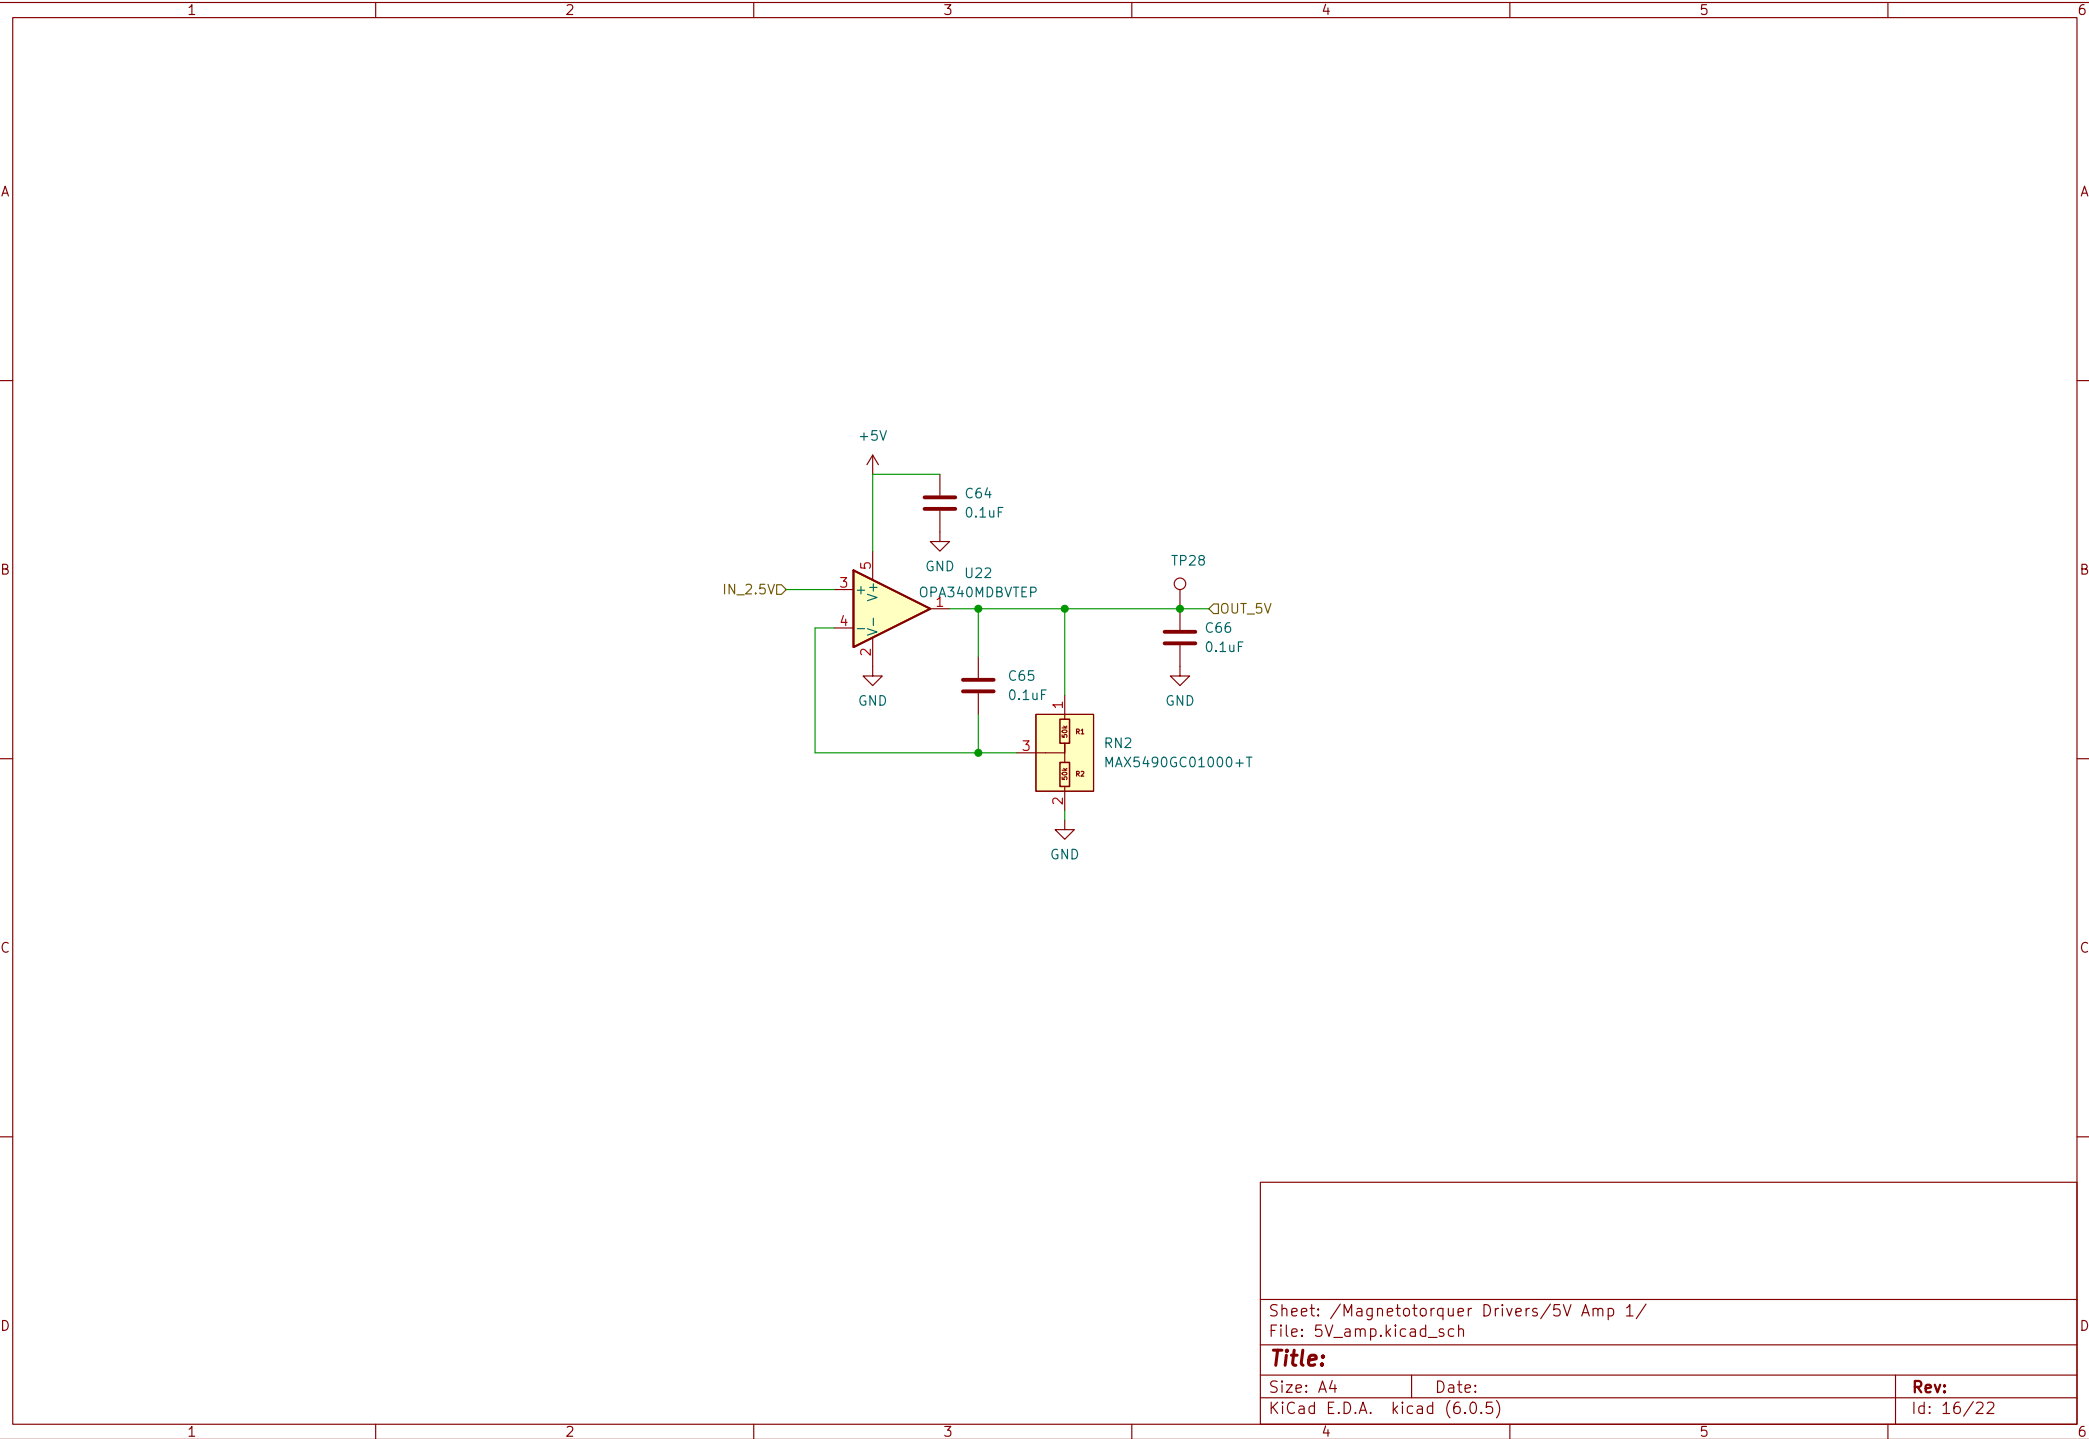 1 2 3 4 5 6
A A
+5V
C64
0.1uF
GND
B B
U22
OPA340MDBVTEP
TP28
IN_2.5V
3
5
+
V+
1
OUT_5V
4
-
V-
2
GND
C66
0.1uF
GND
C65
0.1uF
1
50k
R1
3
RN2
MAX5490GC01000+T
50k
R2
2
GND
C C
Sheet: /Magnetotorquer Drivers/5V Amp 1/
D D
File: 5V_amp.kicad_sch
Title:
Size: A4 Date: Rev:
KiCad E.D.A. kicad (6.0.5) Id: 16/22
1 2 3 4 5 6